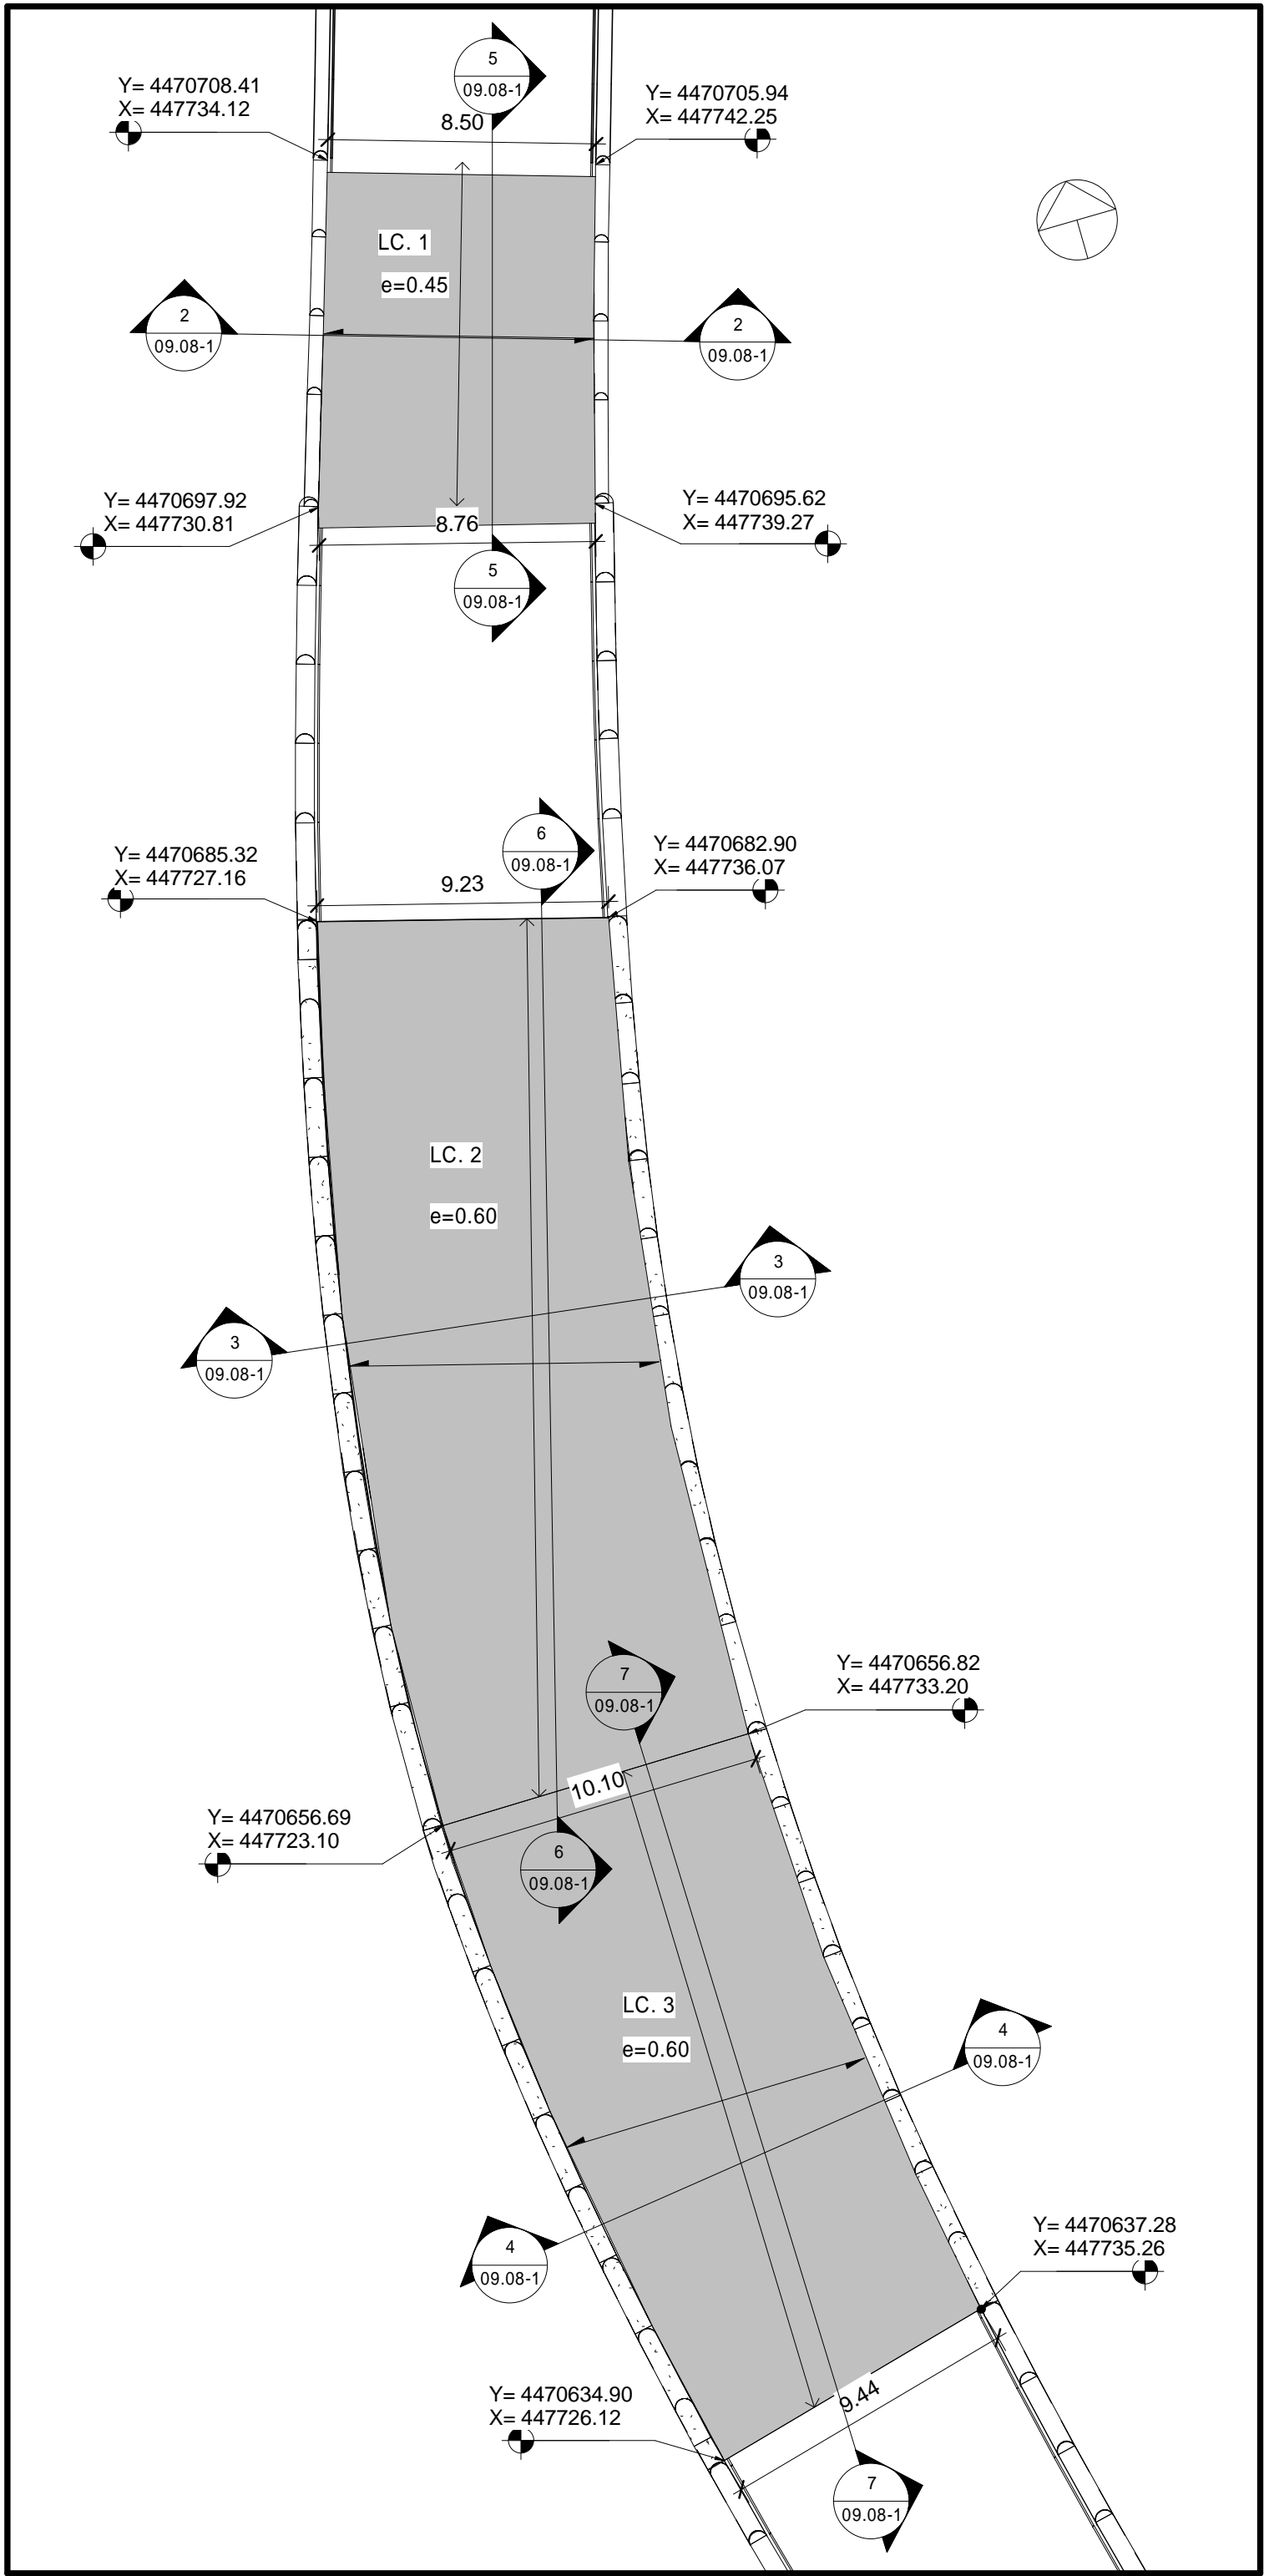 5
09.08-1
Y= 4470708.41
X= 447734.12
Y= 4470705.94
X= 447742.25
8.50
LC. 1
e=0.45
2
09.08-1
2
09.08-1
Y= 4470697.92
X= 447730.81
Y= 4470695.62
X= 447739.27
8.76
5
09.08-1
6
09.08-1
Y= 4470685.32
X= 447727.16
Y= 4470682.90
X= 447736.07
9.23
LC. 2
e=0.60
3
09.08-1
3
09.08-1
Y= 4470656.82
X= 447733.20
7
09.08-1
10.10
Y= 4470656.69
X= 447723.10
6
09.08-1
LC. 3
e=0.60
4
09.08-1
4
09.08-1
Y= 4470637.28
X= 447735.26
Y= 4470634.90
X= 447726.12
9.44
7
09.08-1